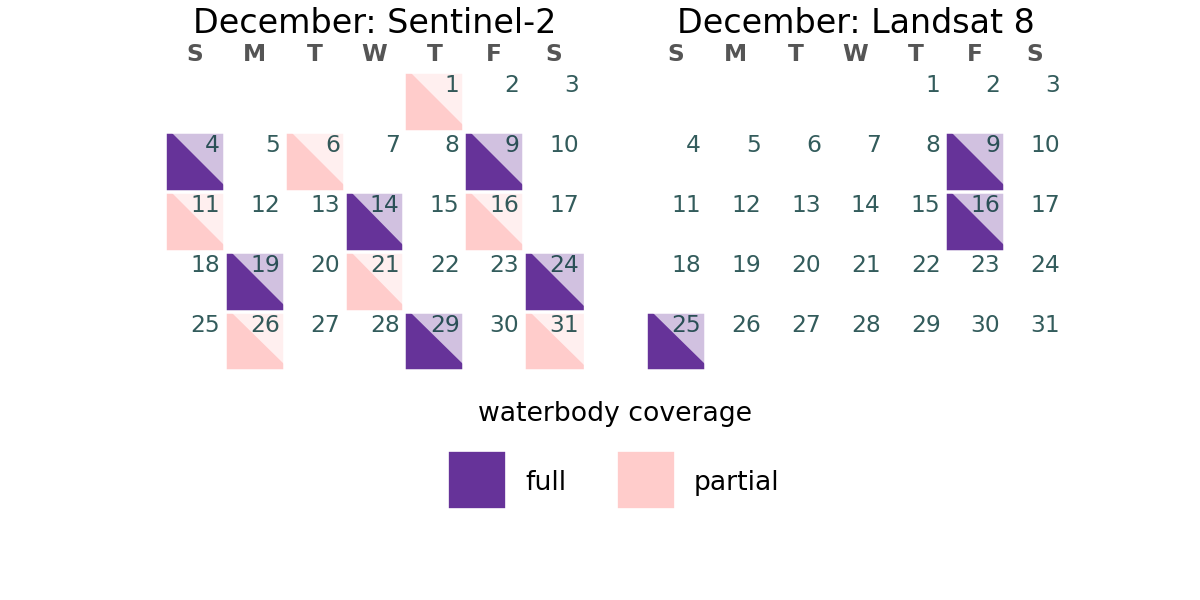 December: Sentinel-2
S M T W T F S
1 2 3
4 5 6 7 8 9 10
11 12 13 14 15 16 17
18 19 20 21 22 23 24
25 26 27 28 29 30 31
December: Landsat 8
S M T W T F S
1 2 3
4 5 6 7 8 9 10
11 12 13 14 15 16 17
18 19 20 21 22 23 24
25 26 27 28 29 30 31
waterbody coverage
full
partial